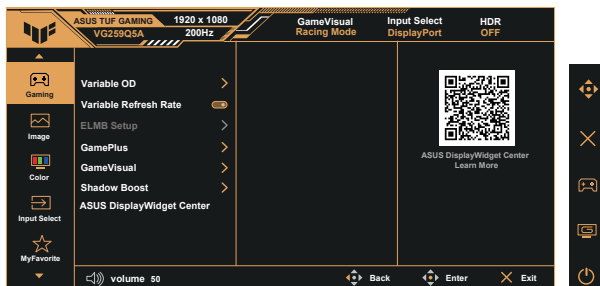 ASUS TUF GAMING 1920 x 1080
VG259Q5A 200Hz
GameVisual
Racing Mode
Input Select
DisplayPort
HDR
OFF
Gaming
Image
Color
Input Select
MyFavorite
Variable OD
Variable Refresh Rate
ELMB Setup
GamePlus
GameVisual
Shadow Boost
ASUS DisplayWidget Center
ASUS DisplayWidget Center
Learn More
volume 50
Back
Enter
Exit